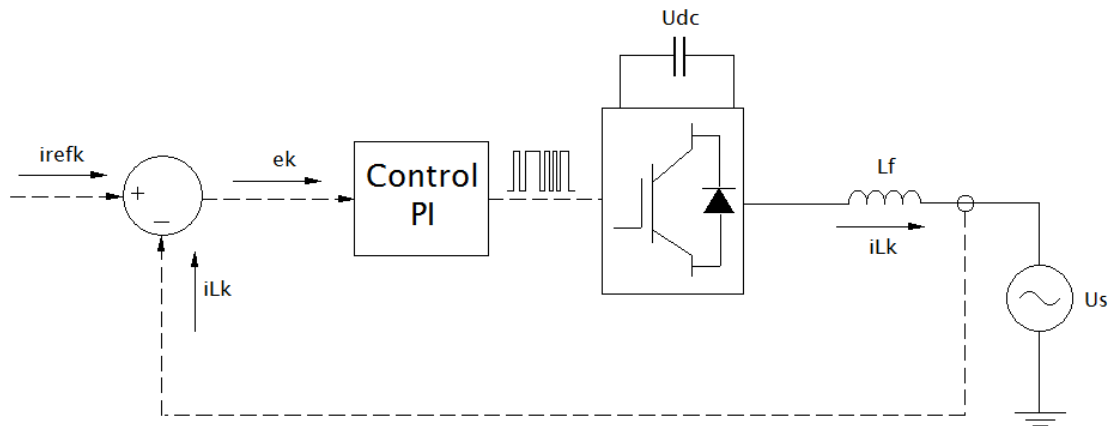 Udc
irefk
ek
Control
PI
Lf
iLk
iLk
Us